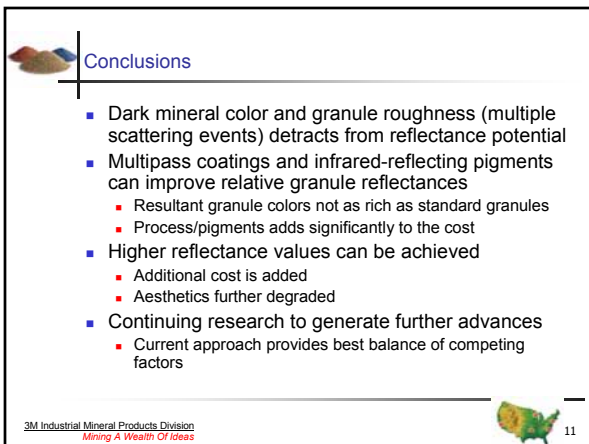 Conclusions
Dark mineral color and granule roughness (multiple
scattering events) detracts from reflectance potential
Multipass coatings and infrared-reflecting pigments
can improve relative granule reflectances
Resultant granule colors not as rich as standard granules
Process/pigments adds significantly to the cost
Higher reflectance values can be achieved
Additional cost is added
Aesthetics further degraded
Continuing research to generate further advances
Current approach provides best balance of competing
factors
3M Industrial Mineral Products Division
Mining A Wealth Of Ideas
11